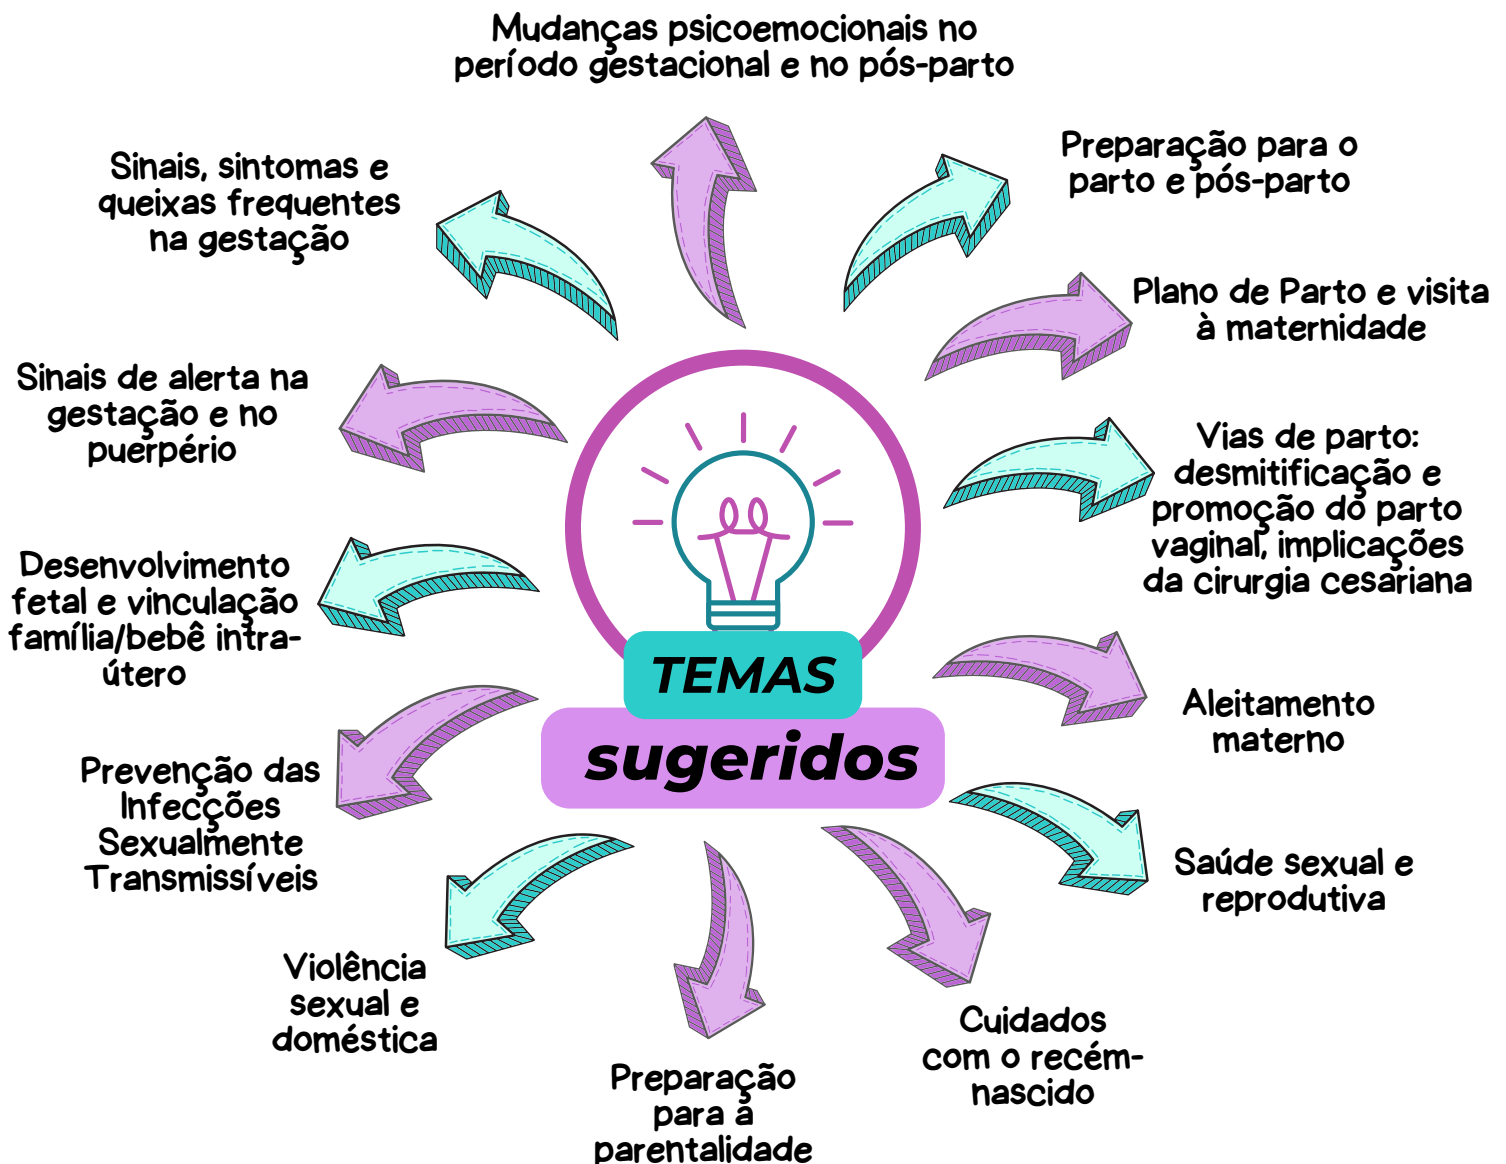 Mudanças psicoemocionais no
período gestacional e no pós-parto
Preparação para o
parto e pós-parto
Plano de Parto e visita
à maternidade
Vias de parto:
desmitificação e
promoção do parto
vaginal, implicações
da cirurgia cesariana
Aleitamento
materno
Saúde sexual e
reprodutiva
Cuidados
com o recém-
nascido
Preparação
para a
parentalidade
Violência
sexual e
doméstica
Prevenção das
Infecções
Sexualmente
Transmissíveis
Desenvolvimento
fetal e vinculação
família/bebê intra-
útero
Sinais de alerta na
gestação e no
puerpério
Sinais, sintomas e
queixas frequentes
na gestação
TEMAS
sugeridos